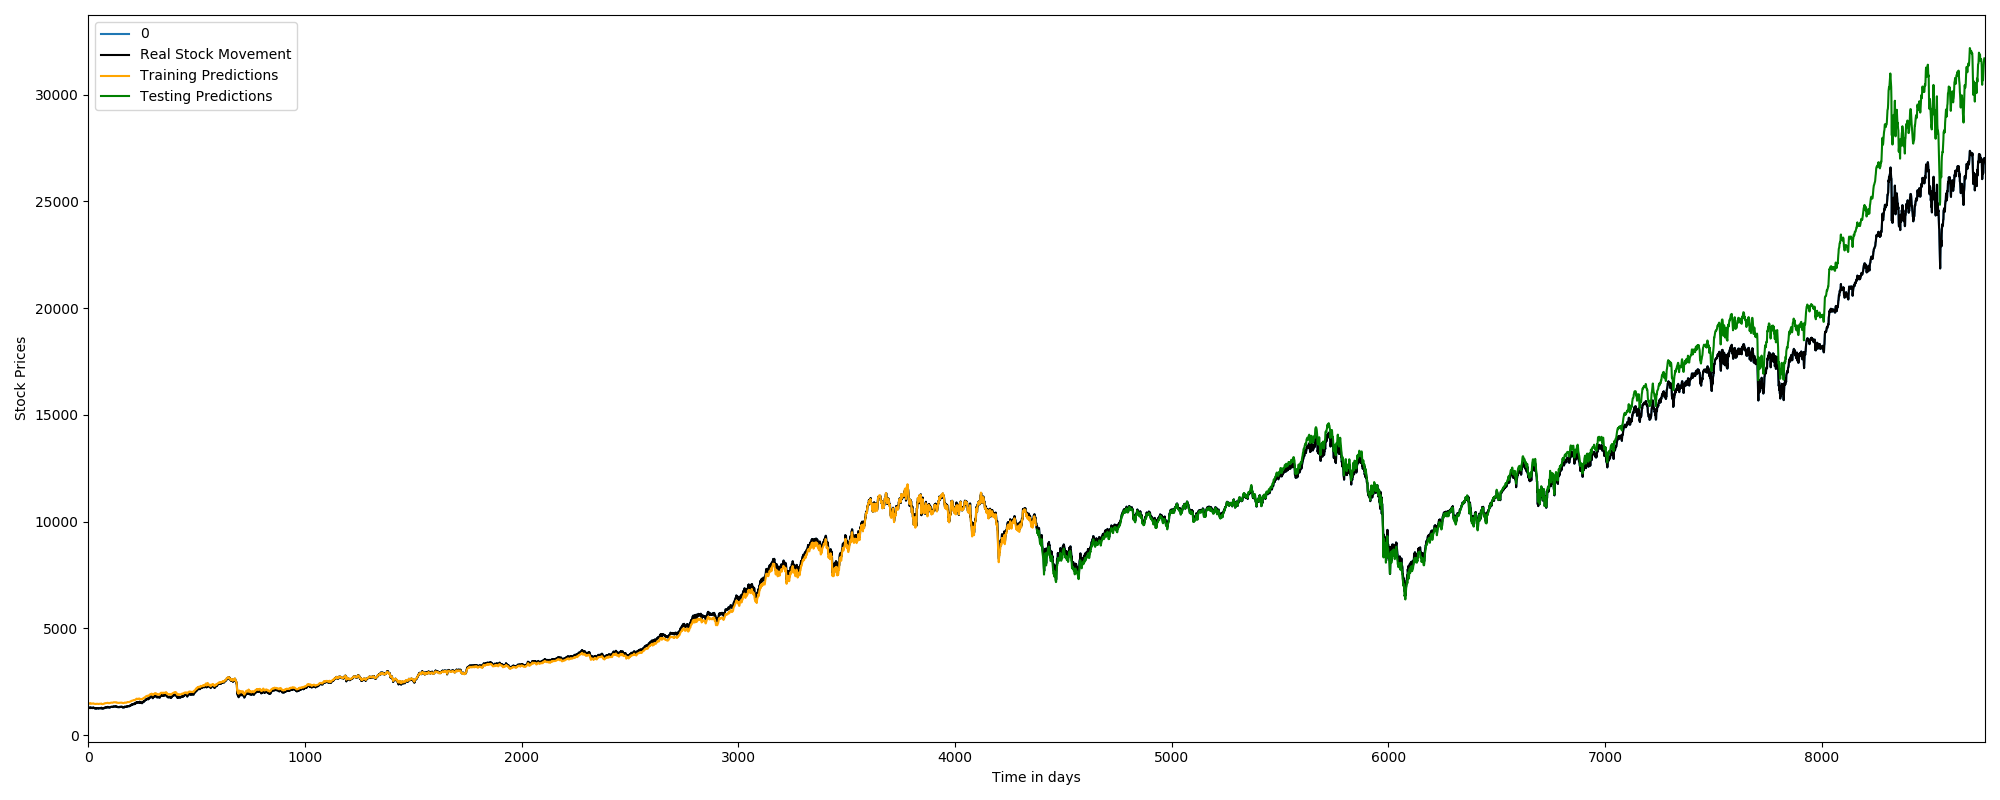 0
Real Stock Movement
Training Predictions
Testing Predictions
30000
25000
20000
15000
10000
5000
0
Stock Prices
0 1000 2000 3000 4000 5000 6000 7000 8000
Time in days